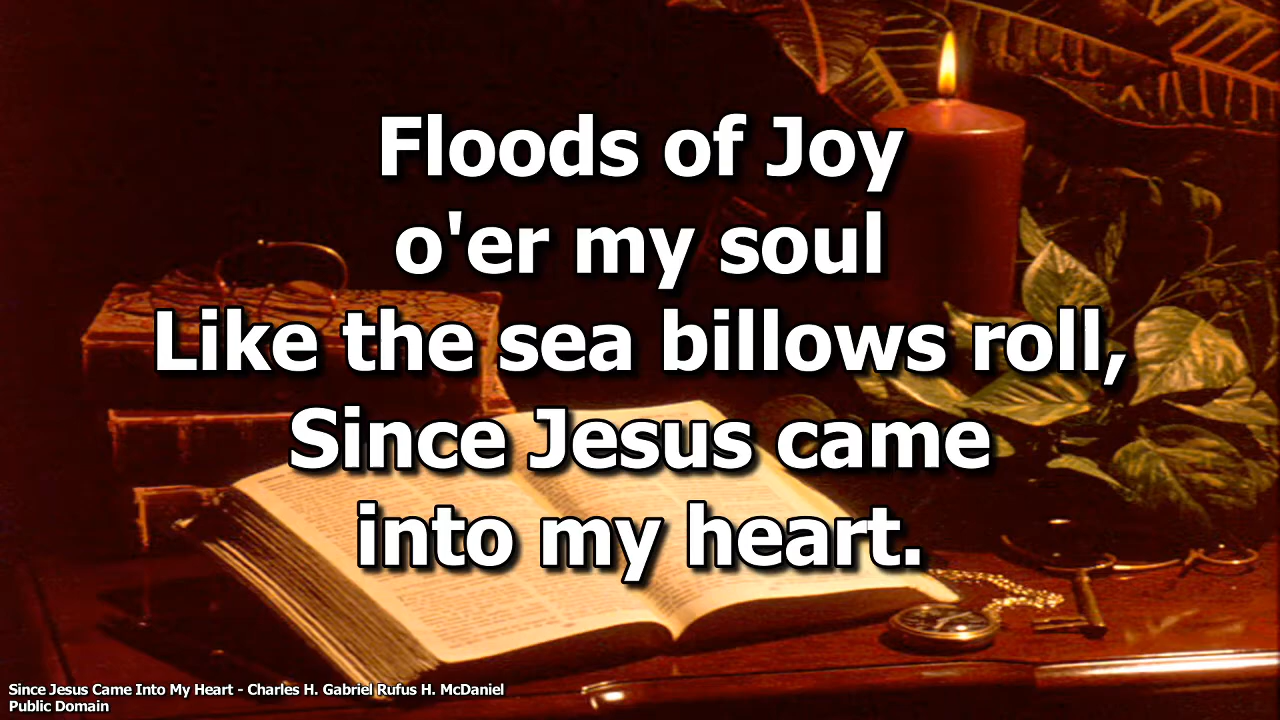 Floods of Joy
o'er my soul
Like the sea billows roll,
Since Jesus came
into my heart.
Since Jesus Came Into My Heart - Charles H. Gabriel Rufus H. McDaniel
Public Domain